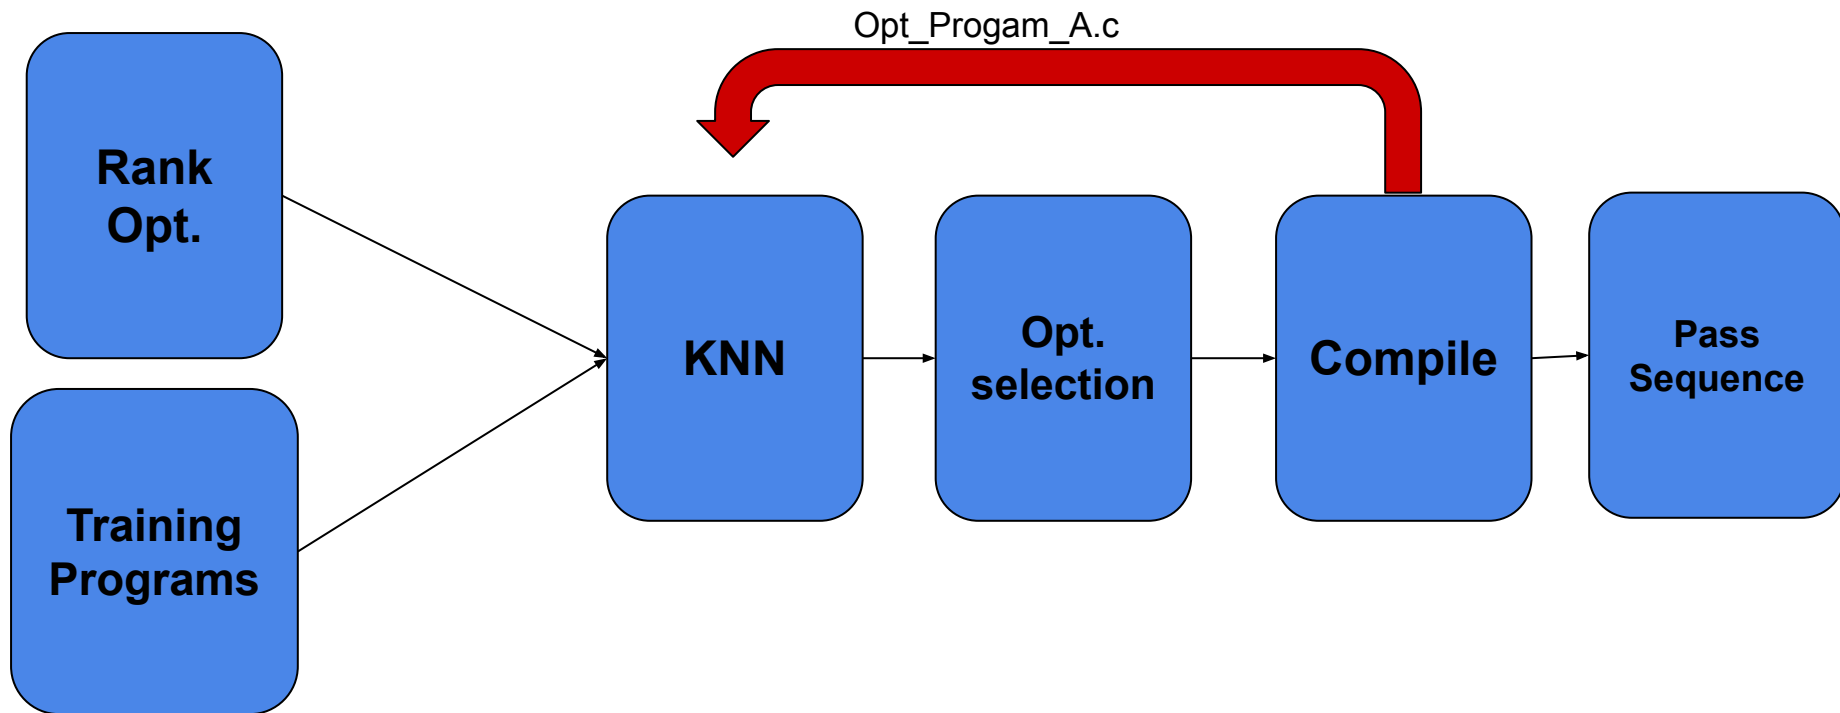 Opt_Progam_A.c
Rank
Opt.
Training
Programs
KNN
Opt.
selection
Compile
Pass
Sequence